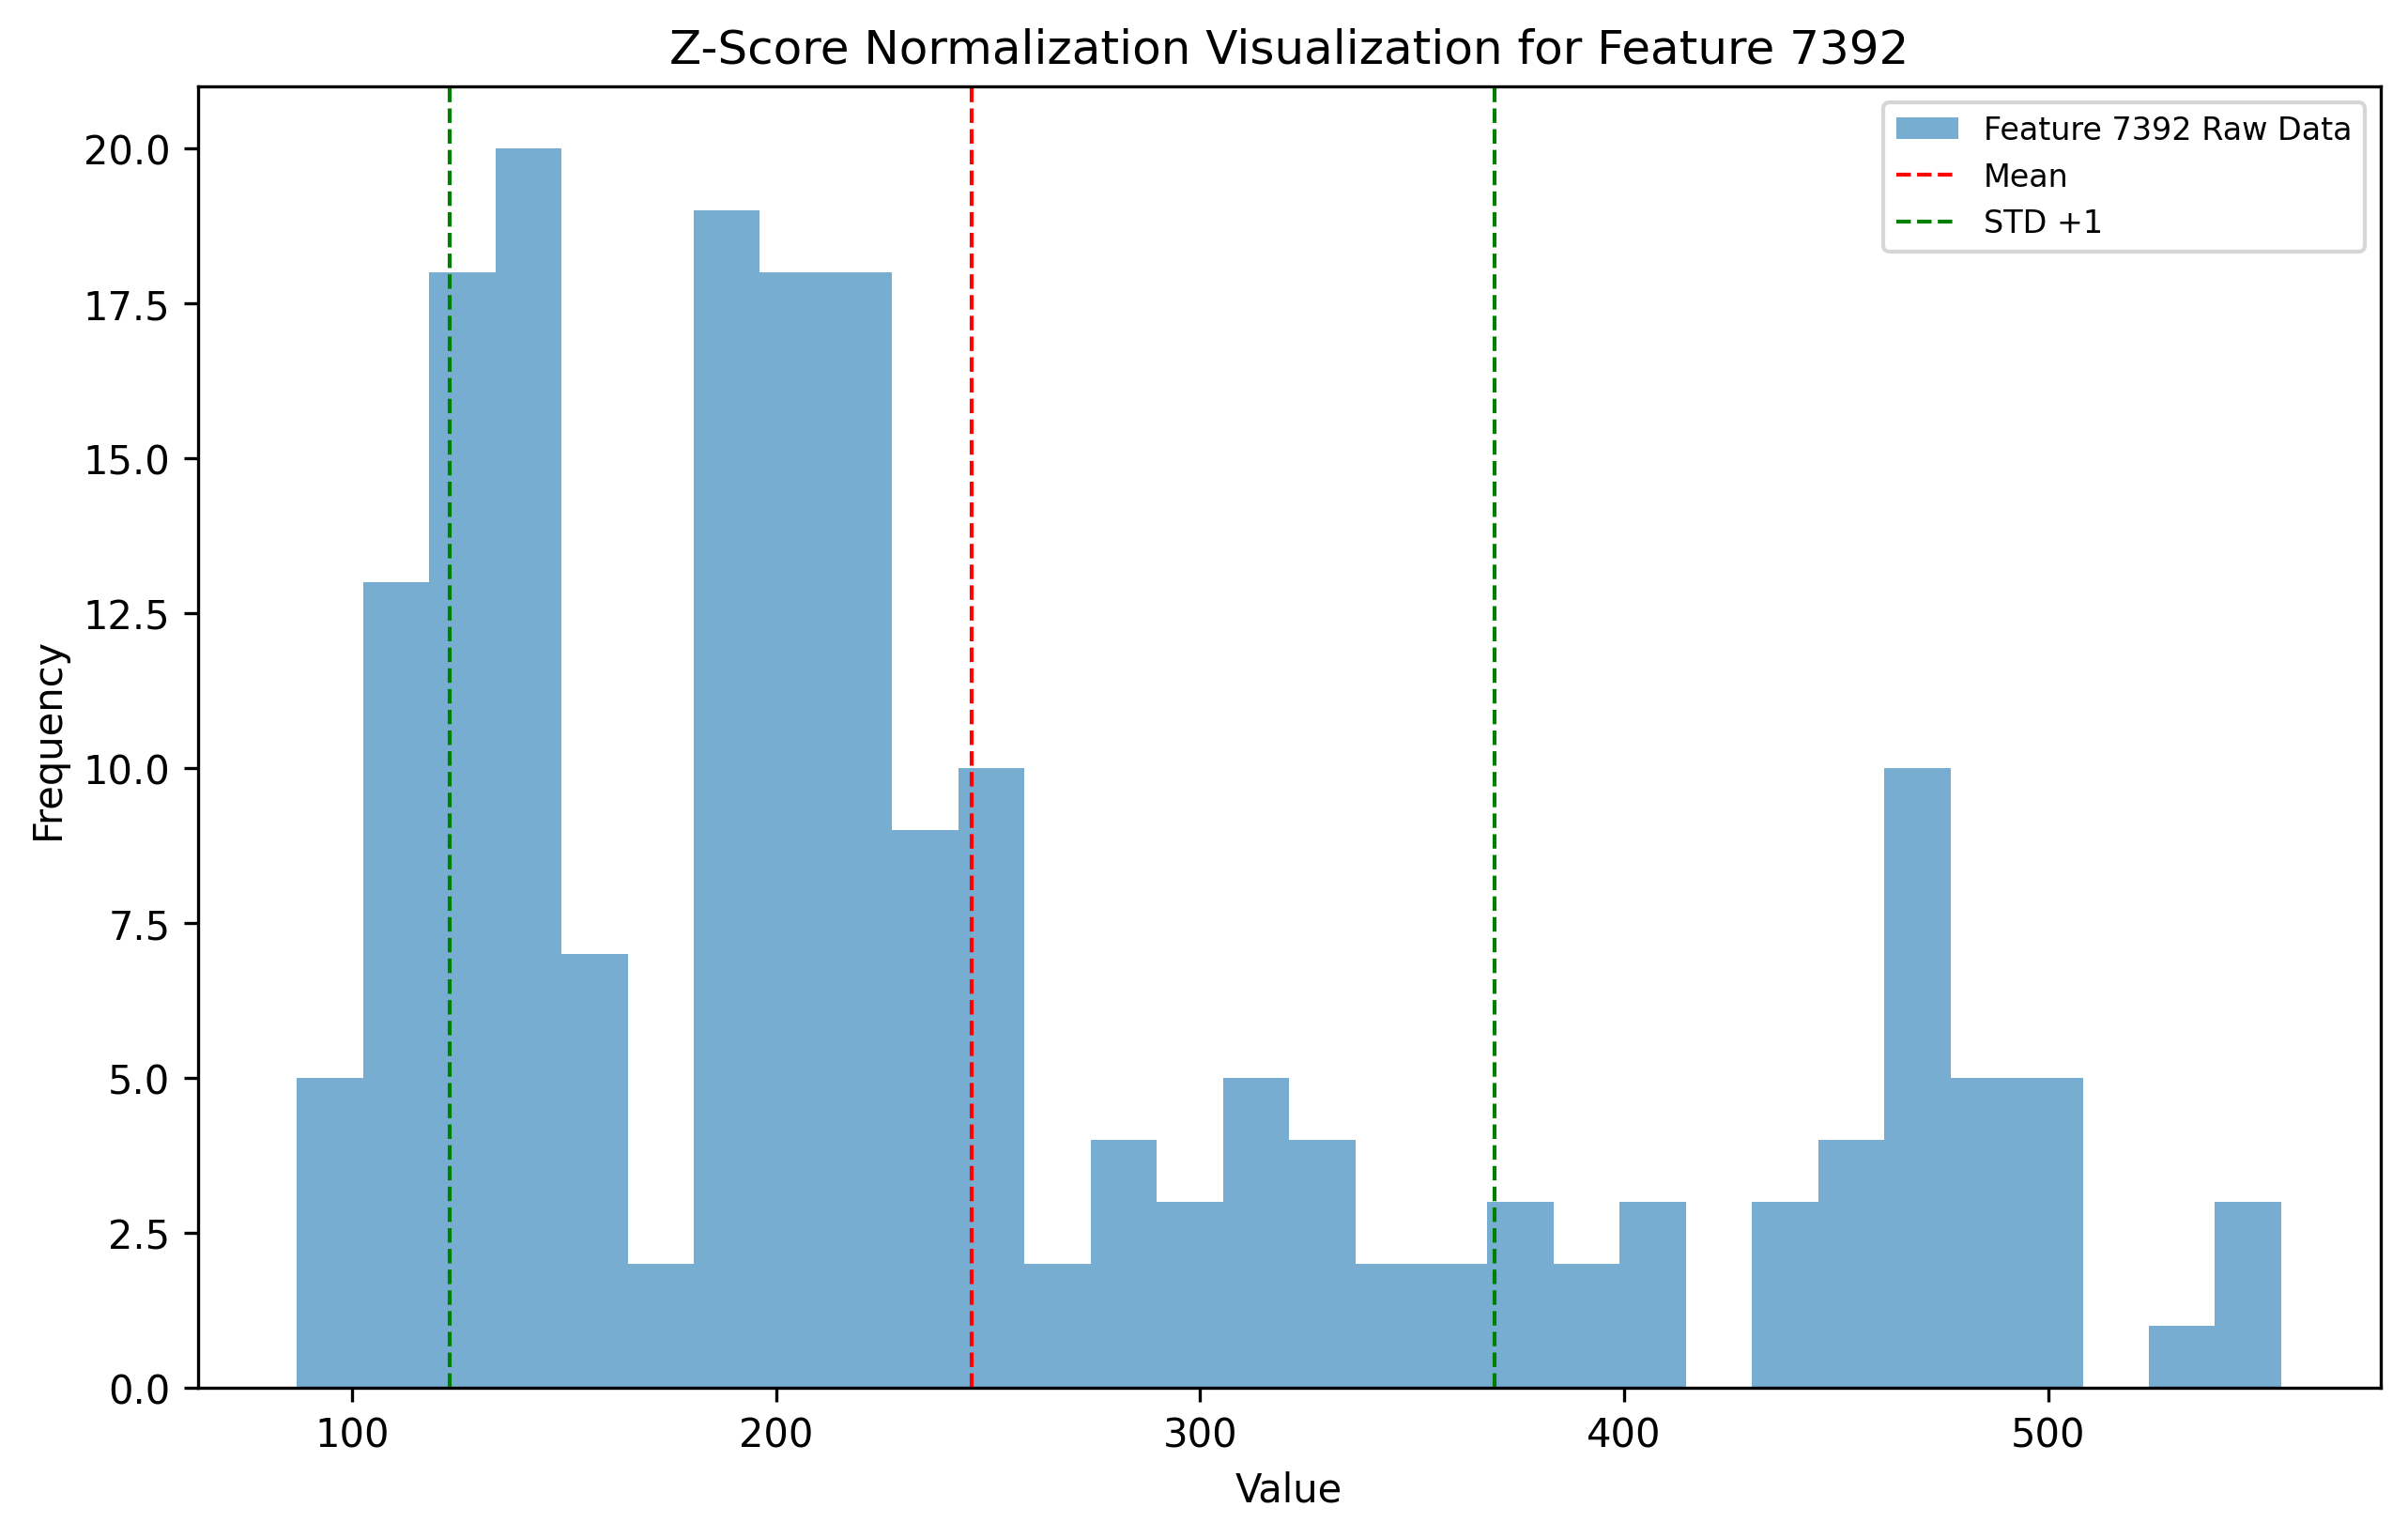 Z-Score Normalization Visualization for Feature 7392
Feature 7392 Raw Data
Mean
STD +1
20.0
17.5
15.0
12.5
10.0
7.5
5.0
2.5
0.0
Frequency
100 200 300 400 500
Value